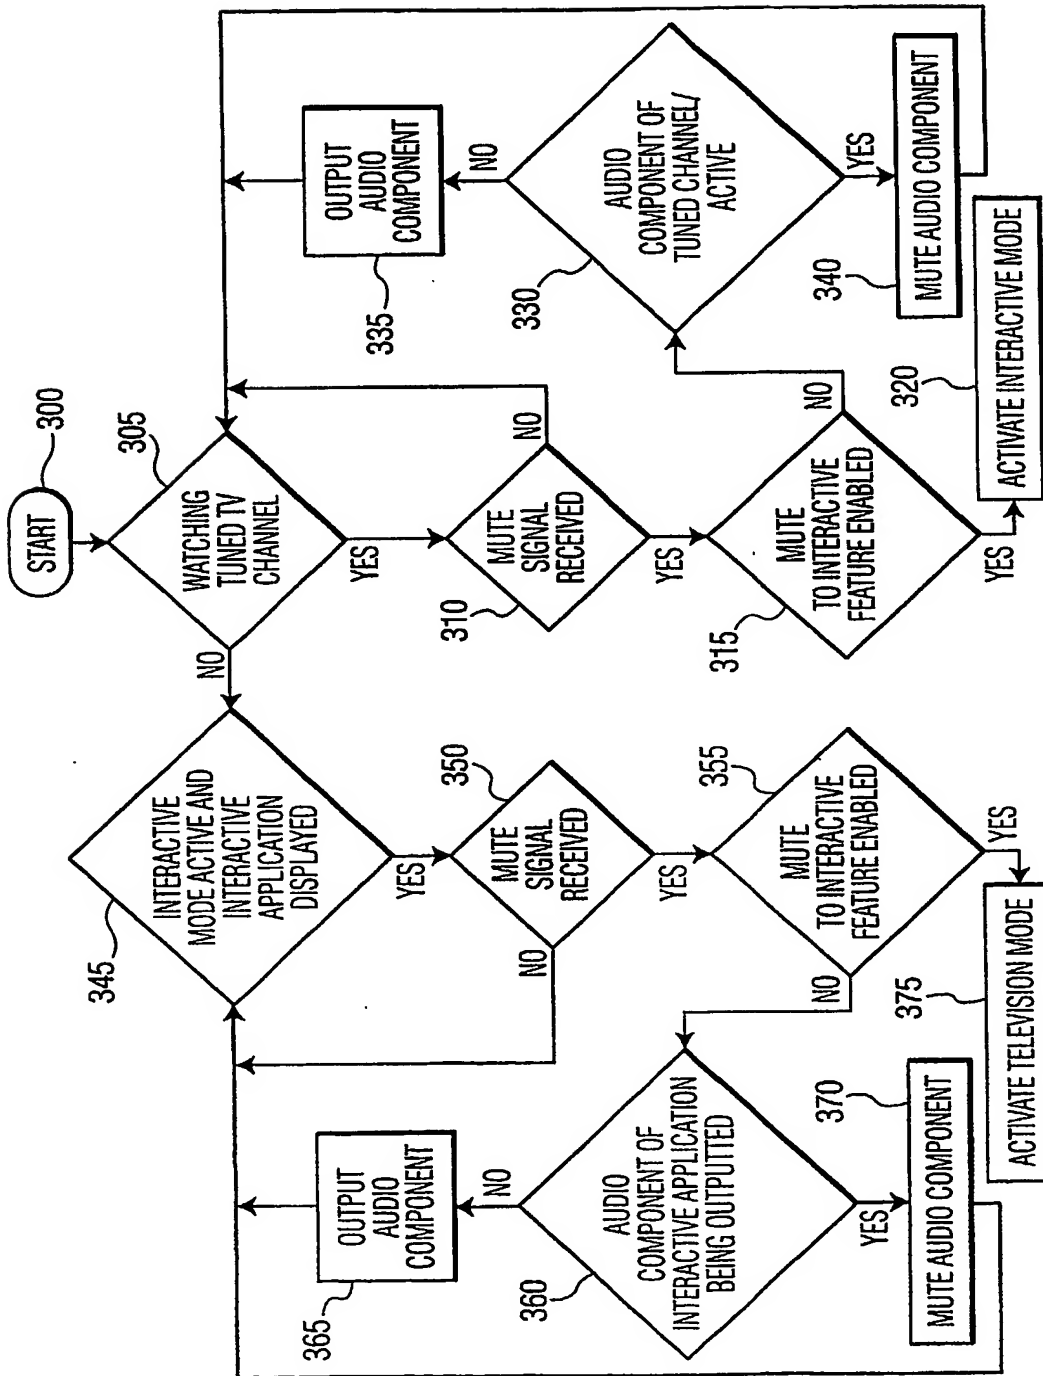 START
300
305
WATCHING
TUNED TV
CHANNEL
NO
YES
310
MUTE
SIGNAL
RECEIVED
NO
YES
315
MUTE
TO INTERACTIVE
FEATURE ENABLED
NO
YES
320
ACTIVATE INTERACTIVE MODE
330
AUDIO
COMPONENT OF
TUNED CHANNEL/
ACTIVE
NO
YES
335
OUTPUT
AUDIO
COMPONENT
340
MUTE AUDIO COMPONENT
345
INTERACTIVE
MODE ACTIVE AND
INTERACTIVE
APPLICATION
DISPLAYED
YES
350
MUTE
SIGNAL
RECEIVED
NO
YES
355
MUTE
TO INTERACTIVE
FEATURE ENABLED
NO
YES
360
AUDIO
COMPONENT OF
INTERACTIVE APPLICATION
BEING OUTPUTTED
NO
YES
365
OUTPUT
AUDIO
COMPONENT
370
MUTE AUDIO COMPONENT
375
ACTIVATE TELEVISION MODE